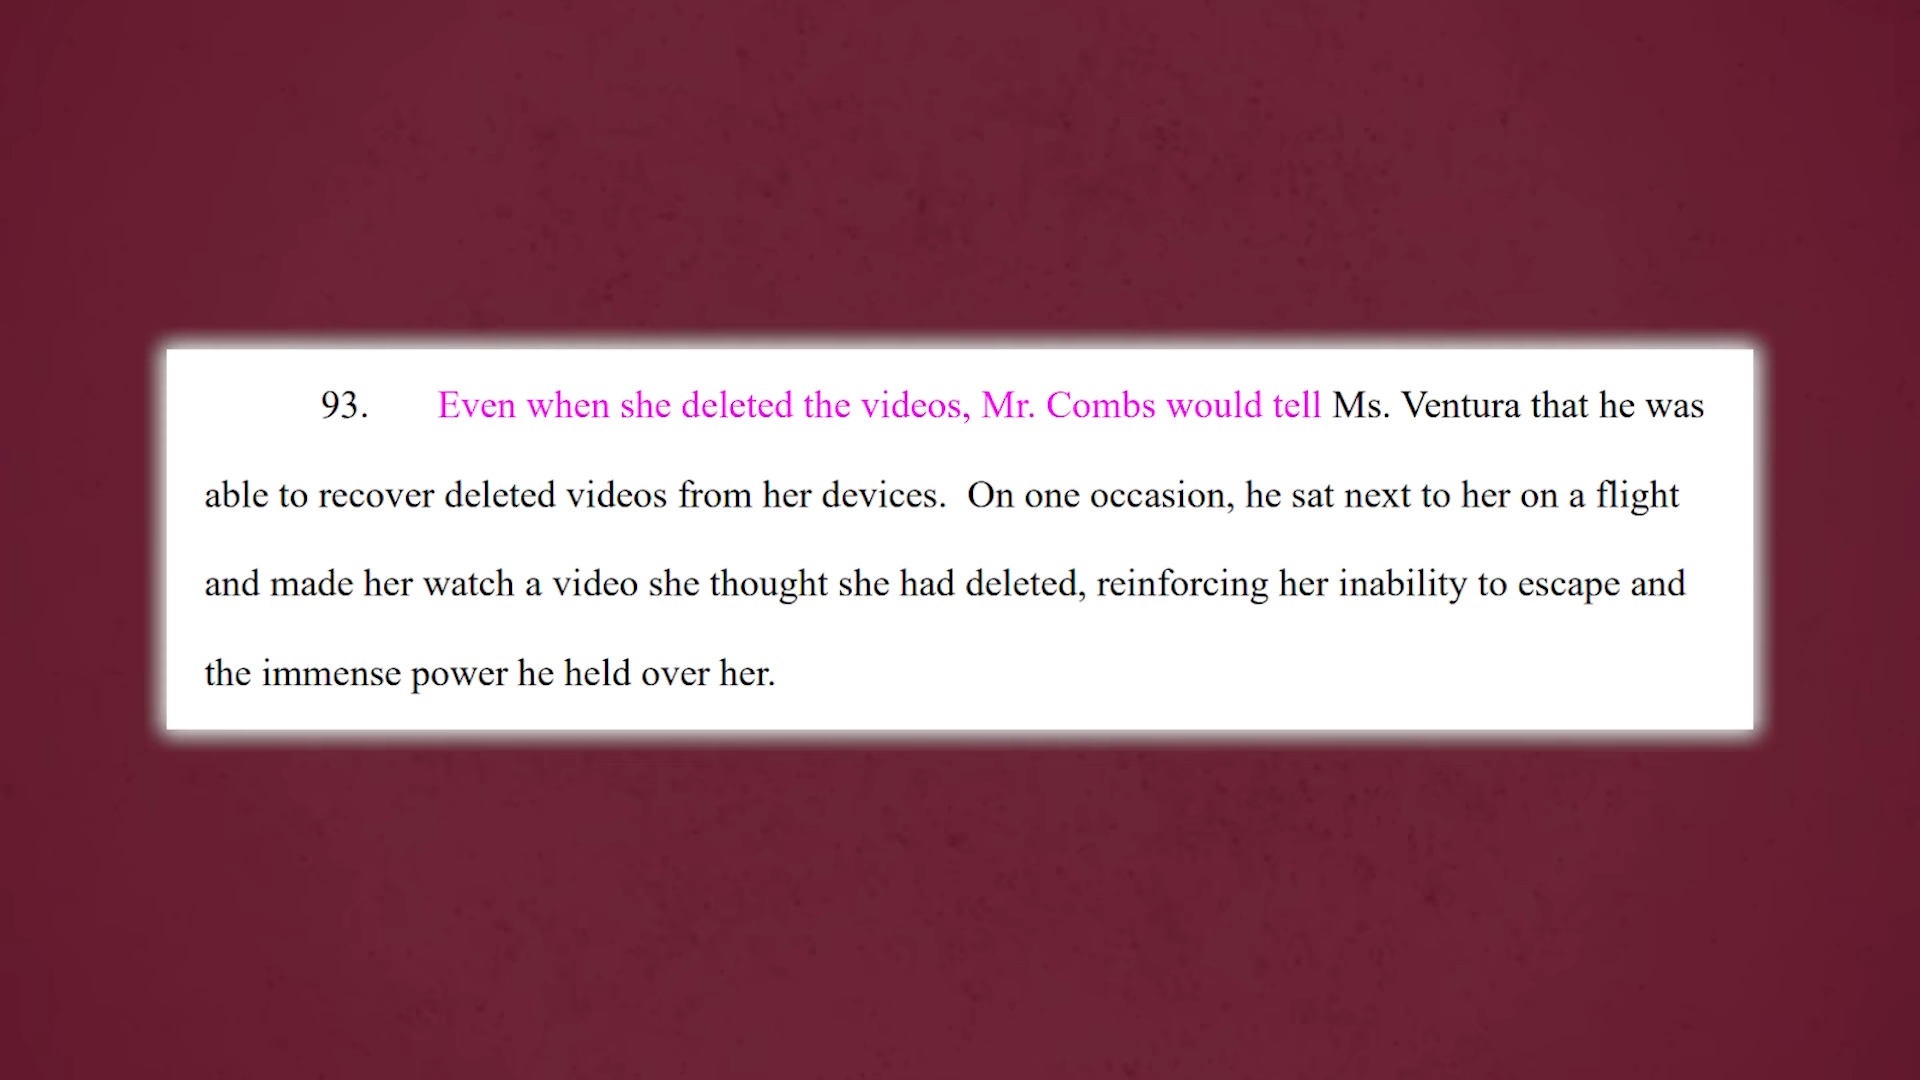 93. Even when she deleted the videos, Mr. Combs would tell Ms. Ventura that he was
able to recover deleted videos from her devices. On one occasion, he sat next to her on a flight
and made her watch a video she thought she had deleted, reinforcing her inability to escape and
the immense power he held over her.